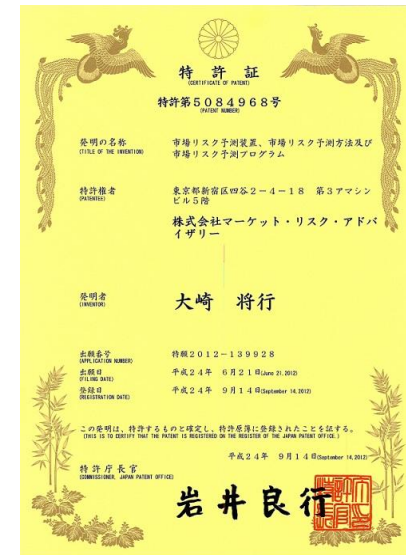 特許証
(CERTIFICATE OF PATENT)
特許第5084968号
(PATENT NUMBER)
発明の名称
(TITLE OF THE INVENTION)
市場リスク予測装置、市場リスク予測方法及び
市場リスク予測プログラム
特許権者
(PATENTEE)
東京都新宿区四谷2-4-18 第3アマシン
ビル5階
株式会社マーケット・リスク・アドバ
イザリー
発明者
(INVENTOR)
大崎 将行
出願番号
(APPLICATION NUMBER)
特願2012-139928
出願日
(FILING DATE)
平成24年 6月21日(June 21,2012)
登録日
(REGISTRATION DATE)
平成24年 9月14日(September 14,2012)
この発明は、特許するものと確定し、特許原簿に登録されたことを証する。
(THIS IS TO CERTIFY THAT THE PATENT IS REGISTERED ON THE REGISTER OF THE JAPAN PATENT OFFICE.)
平成24年 9月14日(September 14,2012)
特許庁長官
(COMMISSIONER, JAPAN PATENT OFFICE)
岩井良行